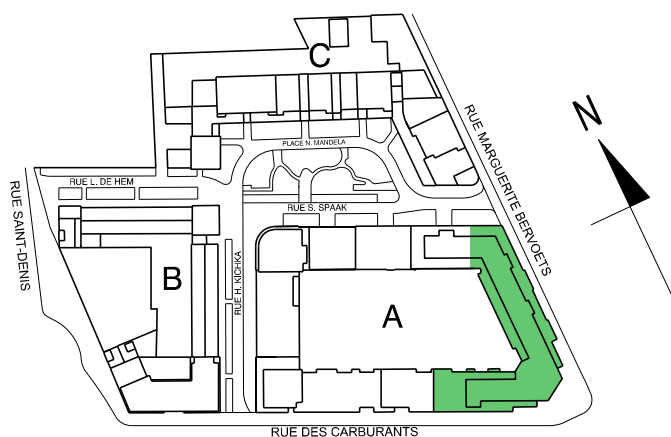 C
N
RUE MARGUERITE BERVOETS
PLACE N. MANDELA
RUE L. DE HEM
RUE SAINT-DENIS
RUE S. SPAAK
RUE H. KICHKA
B
A
RUE DES CARBURANTS